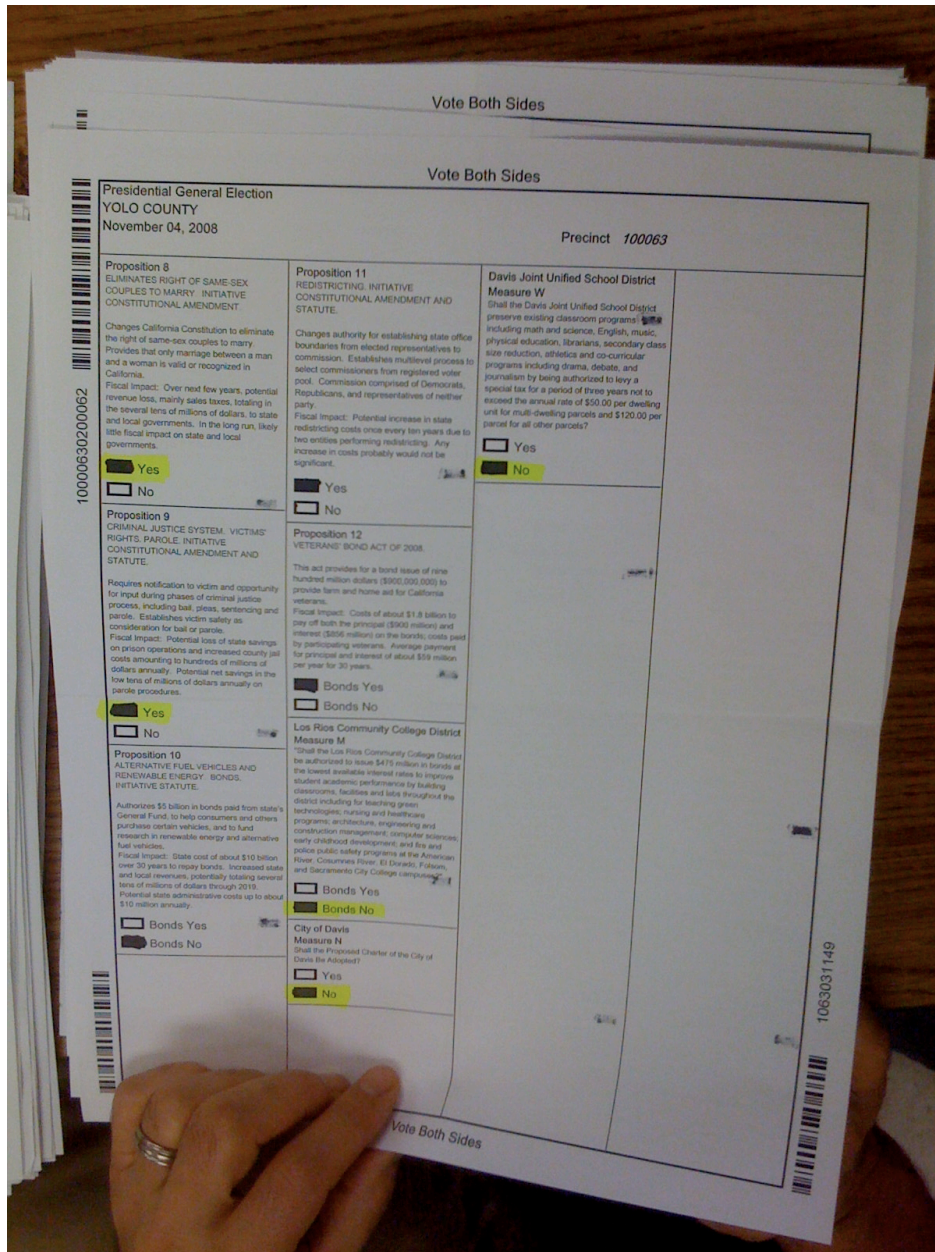 Vote Both Sides
Vote Both Sides
Presidential General Election
YOLO COUNTY
November 04, 2008
Precinct 100063
Proposition 8
ELIMINATES RIGHT OF SAME-SEX
COUPLES TO MARRY. INITIATIVE
CONSTITUTIONAL AMENDMENT
Changes California Constitution to eliminate
the right of same-sex couples to marry.
Provides that only marriage between a man
and a woman is valid or recognized in
California.
Fiscal Impact: Over next few years, potential
revenue loss, mainly sales taxes, totaling in
the several tens of millions of dollars, to state
and local governments. In the long run, likely
little fiscal impact on state and local
governments.
Yes
No
Proposition 9
CRIMINAL JUSTICE SYSTEM. VICTIMS'
RIGHTS. PAROLE. INITIATIVE
CONSTITUTIONAL AMENDMENT AND
STATUTE.
Requires notification to victim and opportunity
for input during phases of criminal justice
process, including bail, pleas, sentencing and
parole. Establishes victim safety as
consideration for bail or parole.
Fiscal Impact: Potential loss of state savings
on prison operations and increased county jail
costs amounting to hundreds of millions of
dollars annually. Potential net savings in the
low tens of millions of dollars annually on
parole procedures.
Yes
No
Proposition 10
ALTERNATIVE FUEL VEHICLES AND
RENEWABLE ENERGY. BONDS.
INITIATIVE STATUTE.
Authorizes $5 billion in bonds paid from state's
General Fund, to help consumers and others
purchase certain vehicles, and to fund
research in renewable energy and alternative
fuel vehicles.
Fiscal Impact: State cost of about $10 billion
over 30 years to repay bonds. Increased state
and local revenues, potentially totaling several
tens of millions of dollars through 2019.
Potential state administrative costs up to about
$10 million annually.
Bonds Yes
Bonds No
Proposition 11
REDISTRICTING. INITIATIVE
CONSTITUTIONAL AMENDMENT AND
STATUTE.
Changes authority for establishing state office
boundaries from elected representatives to
commission. Establishes multilevel process to
select commissioners from registered voter
pool. Commission comprised of Democrats,
Republicans, and representatives of neither
party.
Fiscal Impact: Potential increase in state
redistricting costs once every ten years due to
two entities performing redistricting. Any
increase in costs probably would not be
significant.
Yes
No
Proposition 12
VETERANS' BOND ACT OF 2008.
This act provides for a bond issue of nine
hundred million dollars ($900,000,000) to
provide farm and home aid for California
veterans.
Fiscal Impact: Costs of about $1.8 billion to
pay off both the principal ($900 million) and
interest ($856 million) on the bonds; costs paid
by participating veterans. Average payment
for principal and interest of about $59 million
per year for 30 years.
Bonds Yes
Bonds No
Los Rios Community College District
Measure M
"Shall the Los Rios Community College District
be authorized to issue $475 million in bonds at
the lowest available interest rates to improve
student academic performance by building
classrooms, facilities and labs throughout the
district including for teaching green
technologies; nursing and healthcare
programs; architecture, engineering and
construction management; computer sciences;
early childhood development; and fire and
police public safety programs at the American
River, Cosumnes River, El Dorado, Folsom,
and Sacramento City College campuses?"
Bonds Yes
Bonds No
City of Davis
Measure N
Shall the Proposed Charter of the City of
Davis Be Adopted?
Yes
No
Davis Joint Unified School District
Measure W
Shall the Davis Joint Unified School District
preserve existing classroom programs
including math and science, English, music,
physical education, librarians, secondary class
size reduction, athletics and co-curricular
programs including drama, debate, and
journalism by being authorized to levy a
special tax for a period of three years not to
exceed the annual rate of $50.00 per dwelling
unit for multi-dwelling parcels and $120.00 per
parcel for all other parcels?
Yes
No
Vote Both Sides
1000630200062
1063031149